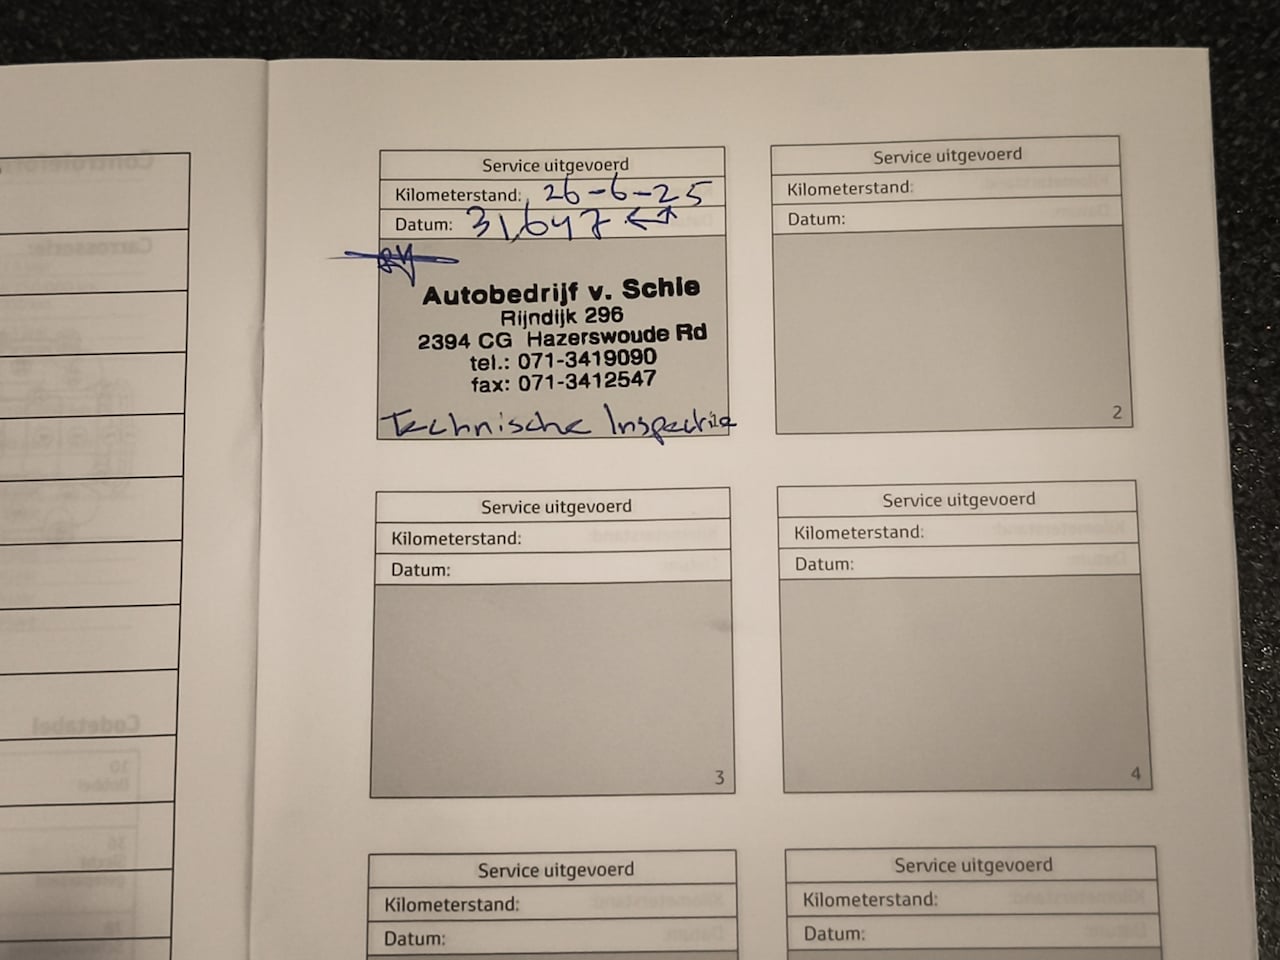 Service uitgevoerd
Kilometerstand: 26-6-25
Datum: 31,647
Autobedrijf v. Schie
Rijndijk 296
2394 CG Hazerswoude Rd
tel.: 071-3419090
fax: 071-3412547
Technische Inspectie
Service uitgevoerd
Kilometerstand:
Datum:
2
Service uitgevoerd
Kilometerstand:
Datum:
3
Service uitgevoerd
Kilometerstand:
Datum:
4
Service uitgevoerd
Kilometerstand:
Datum:
Service uitgevoerd
Kilometerstand:
Datum: